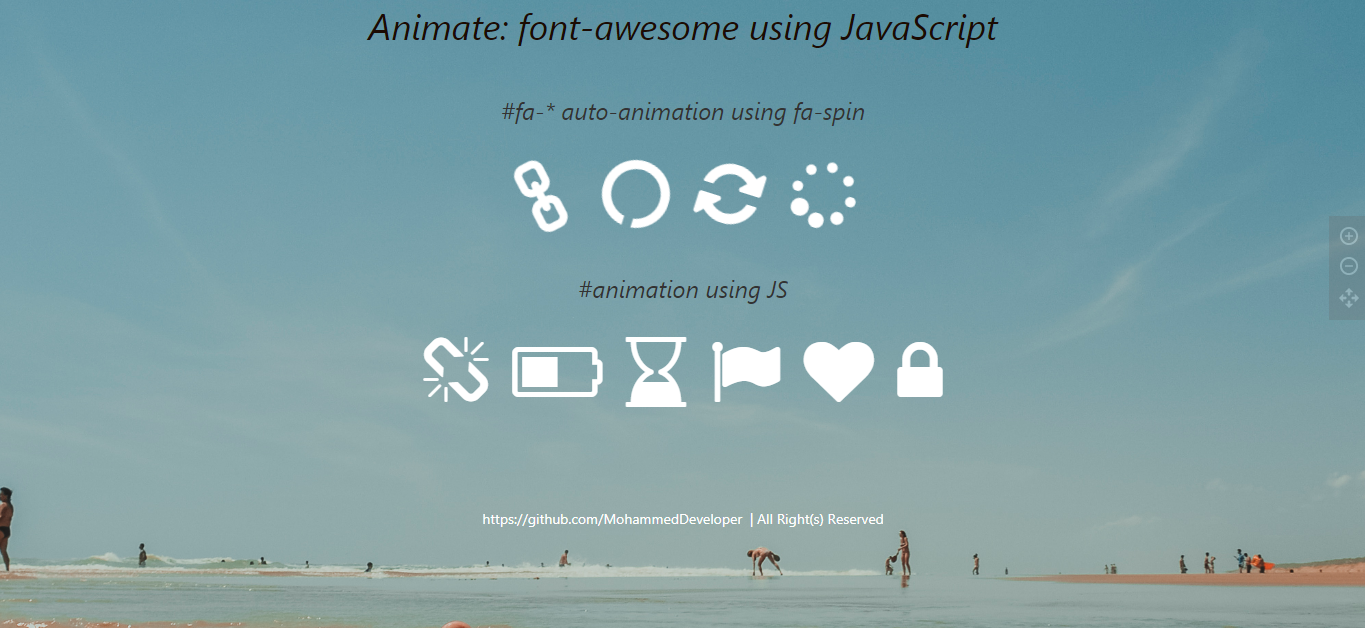 Animate: font-awesome using JavaScript
#fa-* auto-animation using fa-spin
#animation using JS
https://github.com/MohammedDeveloper | All Right(s) Reserved